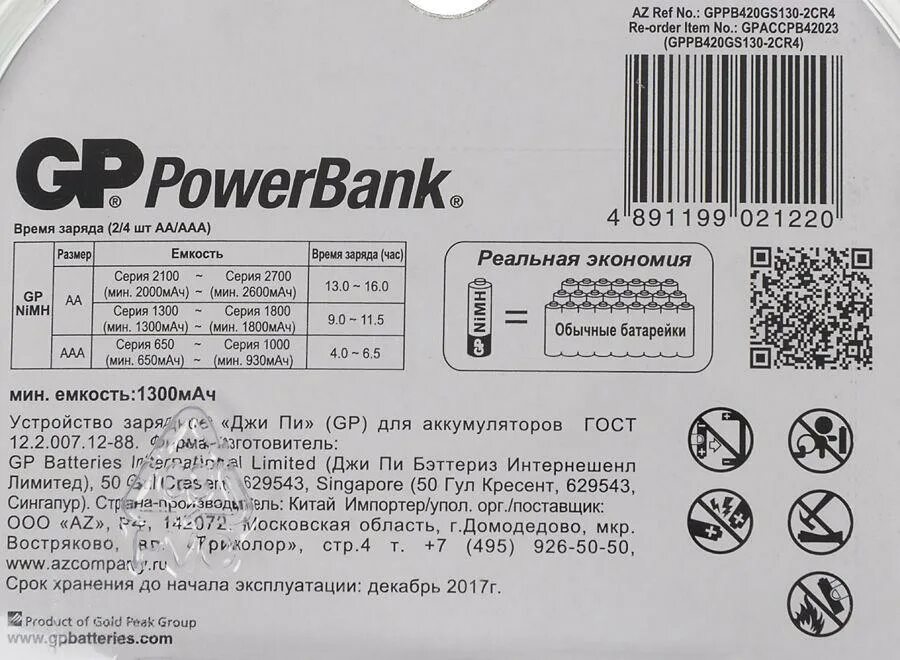 AZ Ref No.: GPPB420GS130-2CR4
Re-order Item No.: GPACCPB42023
(GPPB420GS130-2CR4)
4 891199 021220
GP® PowerBank®
Время заряда (2/4 шт АА/ААА)
Размер Емкость Время заряда (час)
GP NiMH
АА Серия 2100 ~ Серия 2700
(мин. 2000мАч) ~ (мин. 2600мАч)
13.0 ~ 16.0
Серия 1300 ~ Серия 1800
(мин. 1300мАч) ~ (мин. 1800мАч)
9.0 ~ 11.5
ААА Серия 650 ~ Серия 1000
(мин. 650мАч) (мин. 930мАч)
4.0 ~ 6.5
Реальная экономия
GP NiMH = Обычные батарейки
мин. емкость:1300мАч
Устройство зарядное «Джи Пи» (GP) для аккумуляторов ГОСТ
12.2.007.12-88. Фирма-изготовитель:
GP Batteries International Limited (Джи Пи Бэттериз Интернешенл
Лимитед), 50 Gul Crescent, 629543, Singapore (50 Гул Кресент, 629543,
Сингапур). Страна-производитель: Китай Импортер/упол. орг./поставщик:
ООО «AZ», РФ, 142072, Московская область, г.Домодедово, мкр.
Востряково, вл. «Триколор», стр.4 т. +7 (495) 926-50-50,
www.azcompany.ru
Срок хранения до начала эксплуатации: декабрь 2017г.
Product of Gold Peak Group
www.gpbatteries.com